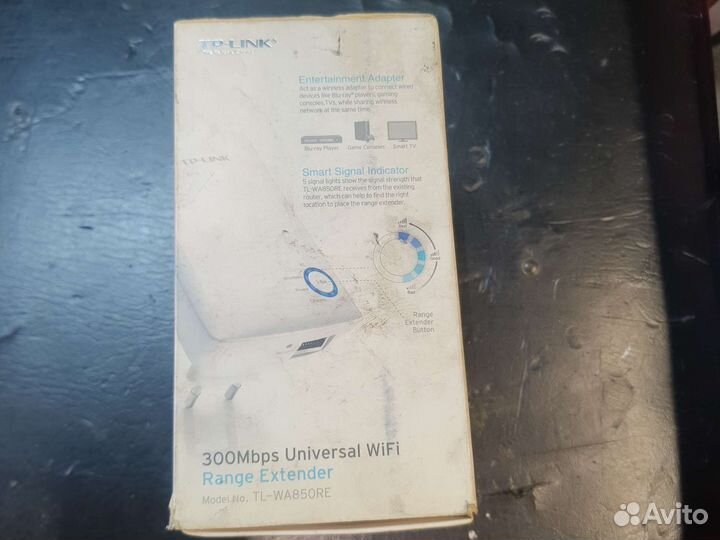 TP-LINK
Entertainment Adapter
Act as a wireless adapter to connect wired
devices like Blu-ray® players, gaming
consoles,TVs, while sharing wireless
network at the same time.
Blu-ray Player Game Consoles Smart TV
Smart Signal Indicator
5 signal lights show the signal strength that
TL-WA850RE receives from the existing
router, which can help to find the right
location to place the range extender.
TP-LINK
Good
Bad
Range
Extender
Button
300Mbps Universal WiFi
Range Extender
Model No. TL-WA850RE
Avito